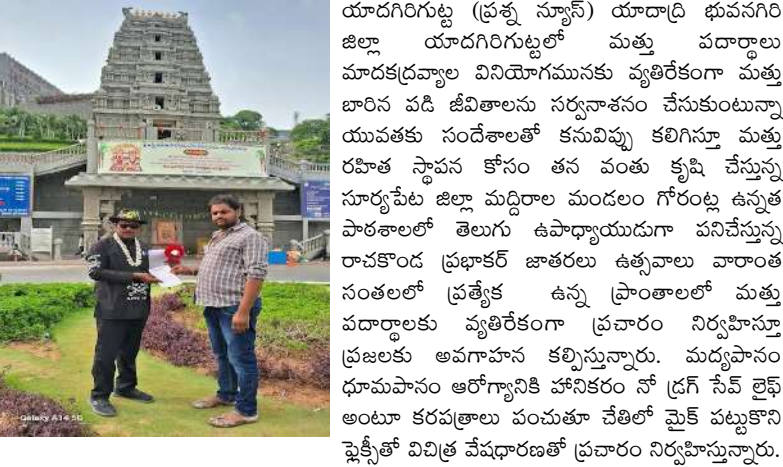 యాదగిరిగుట్ట (ప్రశ్న న్యూస్) యాదాద్రి భువనగిరి
జిల్లా యాదగిరిగుట్టలో మత్తు పదార్థాలు
మాదకద్రవ్యాల వినియోగమునకు వ్యతిరేకంగా మత్తు
బారిన పడి జీవితాలను సర్వనాశనం చేసుకుంటున్నా
యువతకు సందేశాలతో కనువిప్పు కలిగిస్తూ మత్తు
రహిత స్థాపన కోసం తన వంతు కృషి చేస్తున్న
సూర్యపేట జిల్లా మద్దిరాల మండలం గోరంట్ల ఉన్నత
పాఠశాలలో తెలుగు ఉపాధ్యాయుడుగా పనిచేస్తున్న
రాచకొండ ప్రభాకర్ జాతరలు ఉత్సవాలు వారాంత
సంతలలో ప్రత్యేక ఉన్న ప్రాంతాలలో మత్తు
పదార్థాలకు వ్యతిరేకంగా ప్రచారం నిర్వహిస్తూ
ప్రజలకు అవగాహన కల్పిస్తున్నారు. మద్యపానం
ధూమపానం ఆరోగ్యానికి హానికరం నో డ్రగ్ సేవ్ లైఫ్
అంటూ కరపత్రాలు పంచుతూ చేతిలో మైక్ పట్టుకొని
ఫ్లెక్సీతో విచిత్ర వేషధారణతో ప్రచారం నిర్వహిస్తున్నారు.
Galaxy A14 5G